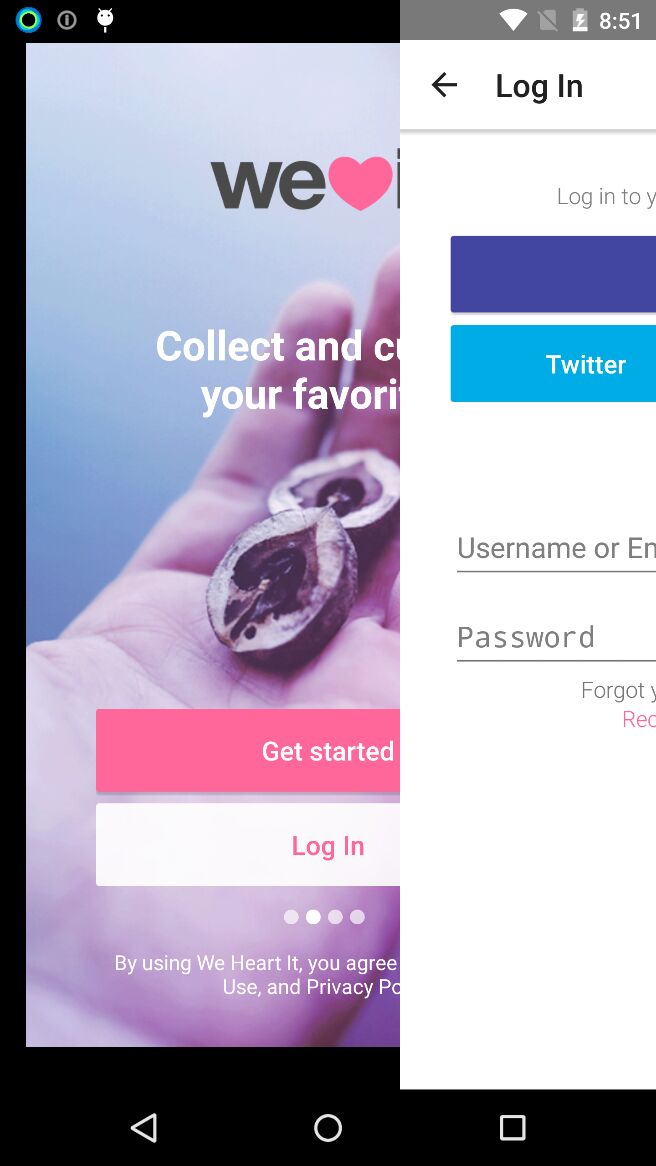 8:51
Log In
we
Log in to y
Twitter
Collect and cu
your favorit
Username or En
Password
Forgot y
Rec
Get started
Log In
By using We Heart It, you agree
Use, and Privacy Po